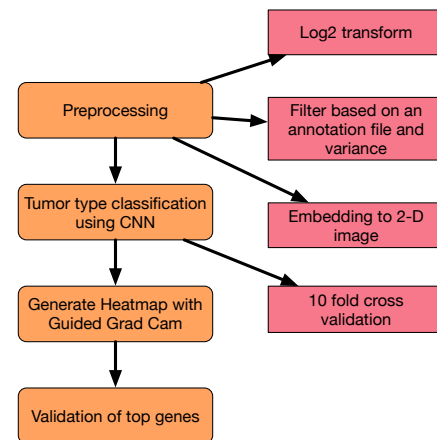 Log2 transform
Preprocessing
Filter based on an
annotation file and
variance
Tumor type classification
using CNN
Embedding to 2-D
image
Generate Heatmap with
Guided Grad Cam
10 fold cross
validation
Validation of top genes